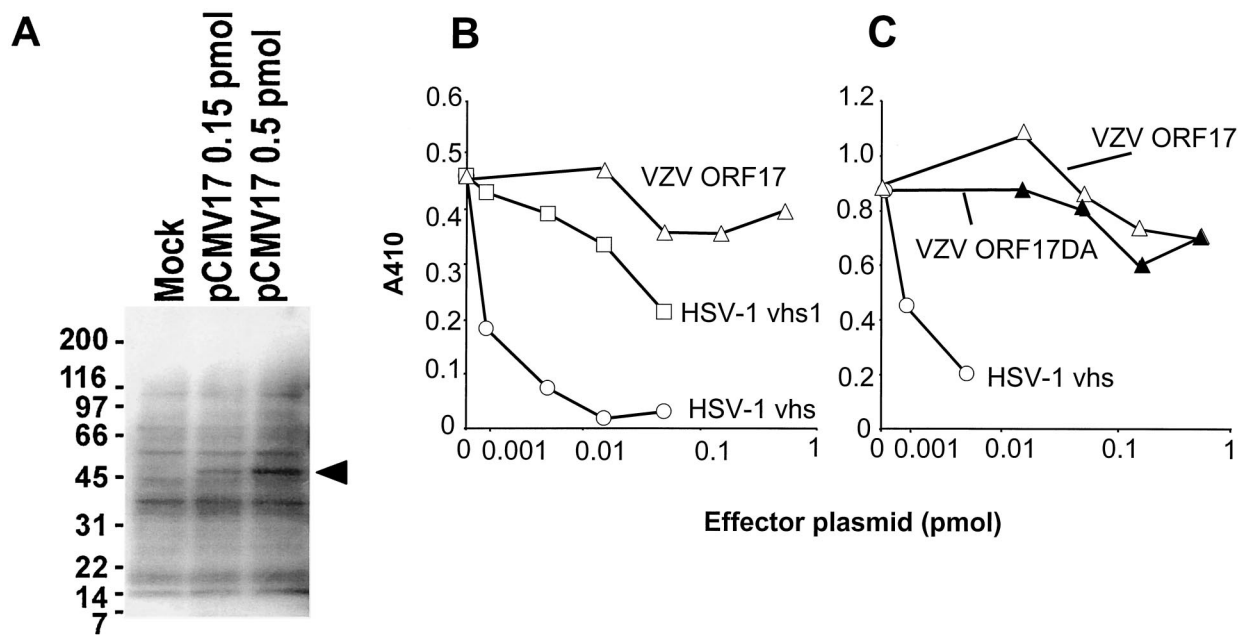 A
Mock
pCMV17 0.15 pmol
pCMV17 0.5 pmol
200
116
97
66
45
31
22
14
7
B
0.6
0.5
0.4
0.3
0.2
0.1
0
A410
VZV ORF17
HSV-1 vhs1
HSV-1 vhs
0 0.001 0.01 0.1 1
C
1.2
1.0
0.8
0.6
0.4
0.2
0
VZV ORF17
VZV ORF17DA
HSV-1 vhs
0 0.001 0.01 0.1 1
Effector plasmid (pmol)